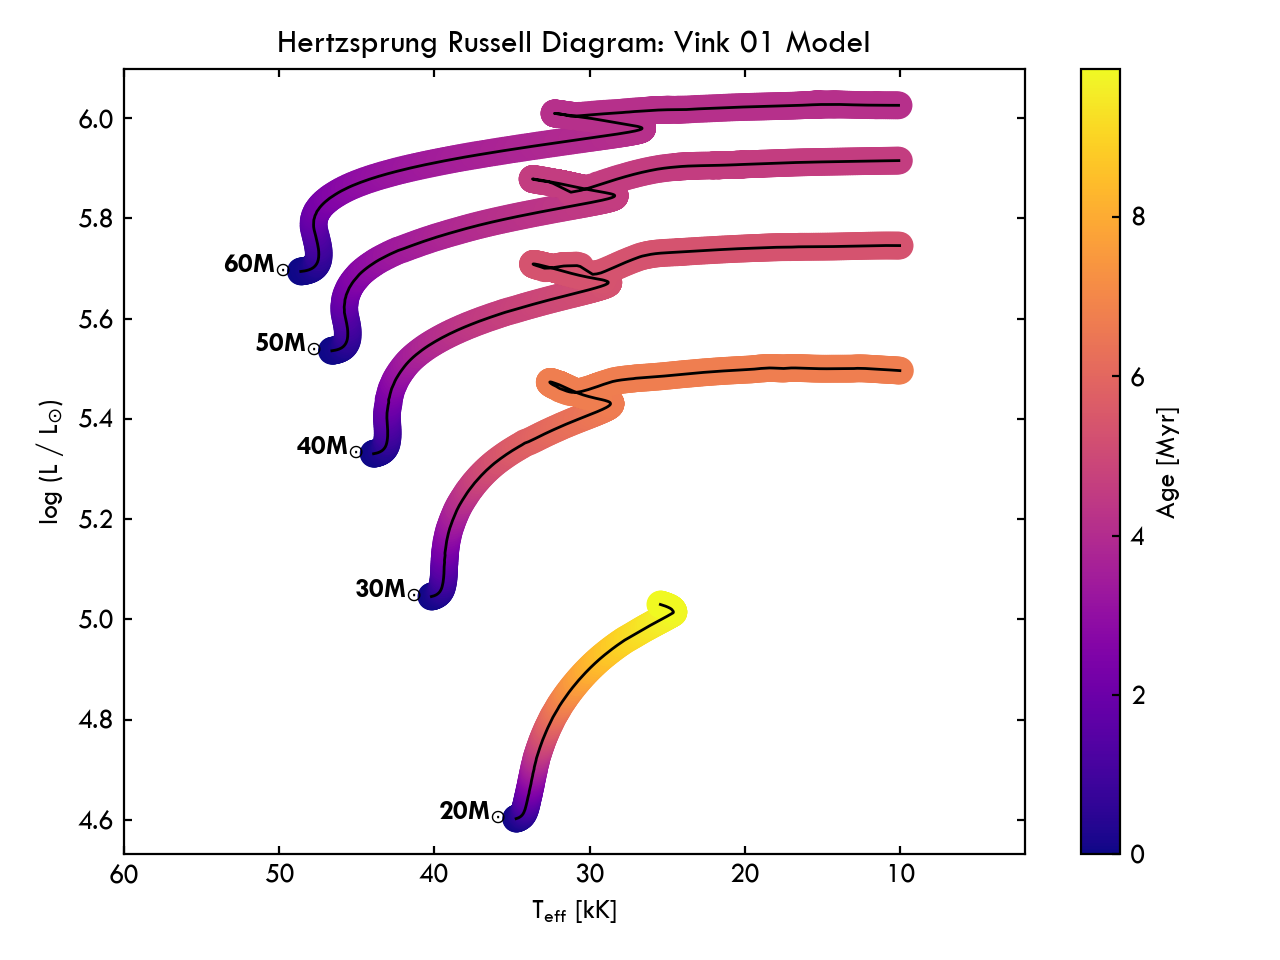 Hertzsprung Russell Diagram: Vink 01 Model
6.0
5.8
5.6
5.4
5.2
5.0
4.8
4.6
log (L / L⊙)
60M⊙
50M⊙
40M⊙
30M⊙
20M⊙
60
50
40
30
20
10
T_eff [kK]
8
6
4
2
0
Age [Myr]